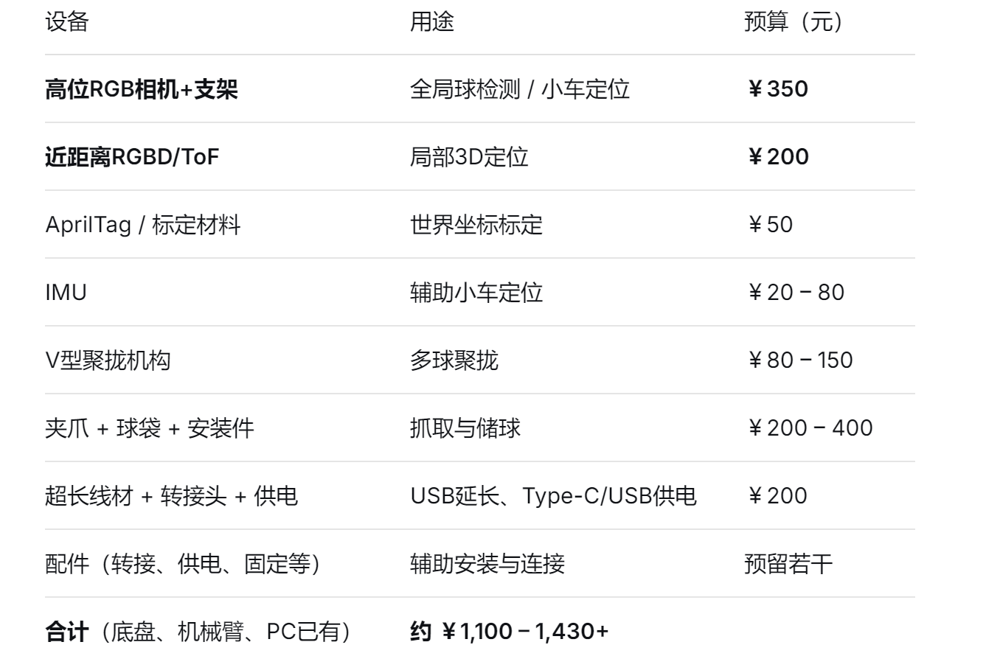 设备 用途 预算（元）
高位RGB相机+支架 全局球检测 / 小车定位 ¥350
近距离RGBD/ToF 局部3D定位 ¥200
AprilTag / 标定材料 世界坐标标定 ¥50
IMU 辅助小车定位 ¥20 – 80
V型聚拢机构 多球聚拢 ¥80 – 150
夹爪 + 球袋 + 安装件 抓取与储球 ¥200 – 400
超长线材 + 转接头 + 供电 USB延长、Type-C/USB供电 ¥200
配件（转接、供电、固定等） 辅助安装与连接 预留若干
合计（底盘、机械臂、PC已有） 约 ¥1,100 – 1,430+